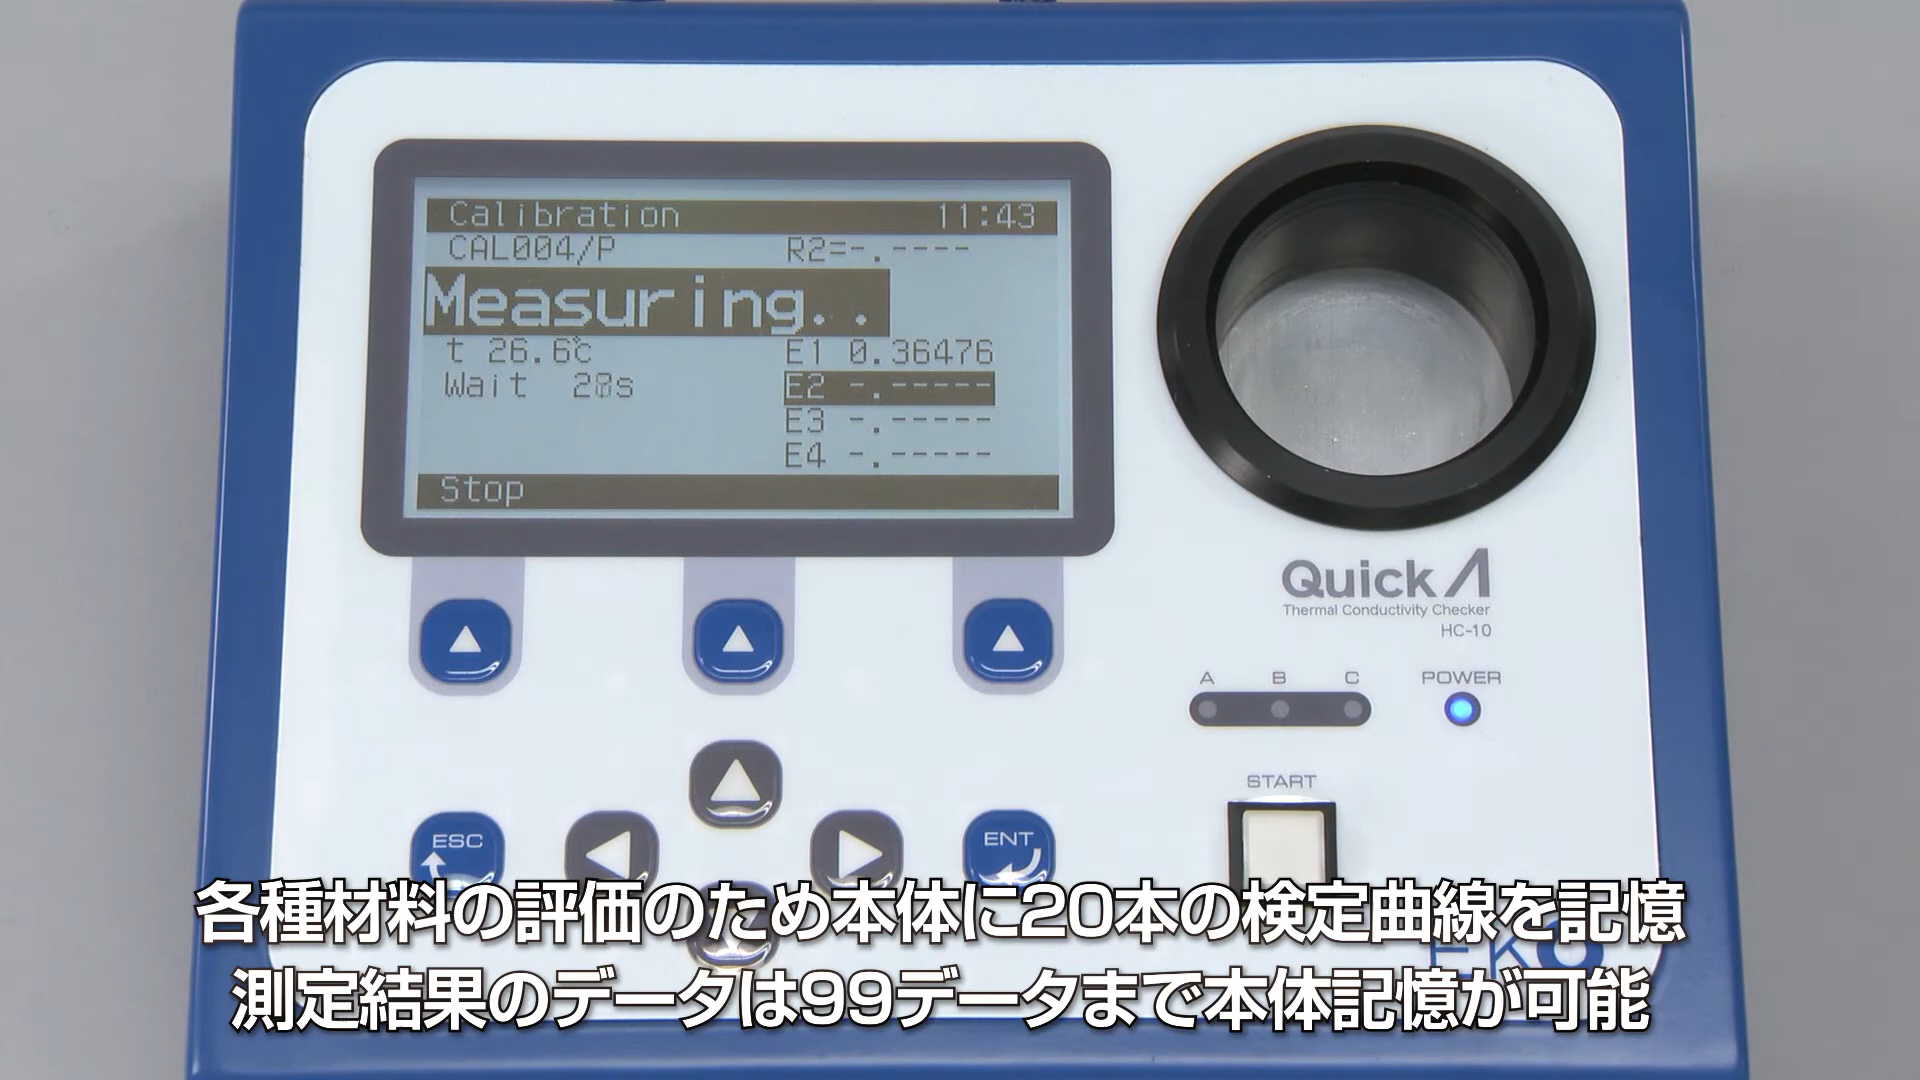 Calibration 11:43
CAL004/P R2=-.----
Measuring..
t 26.6℃ E1 0.36476
Wait 28s E2 -.-----
E3 -.-----
E4 -.-----
Stop
Quick Λ
Thermal Conductivity Checker
HC-10
A B C POWER
START
ESC
ENT
EKO
各種材料の評価のため本体に20本の検定曲線を記憶
測定結果のデータは99データまで本体記憶が可能